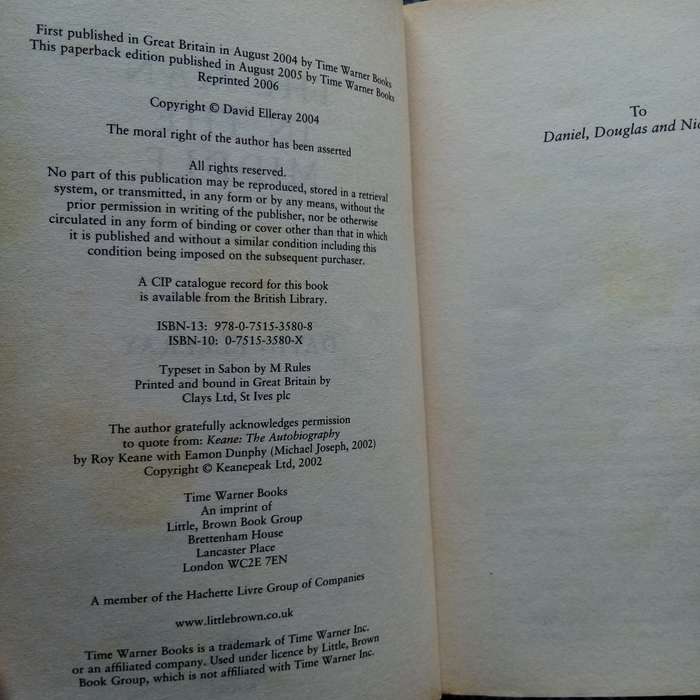 First published in Great Britain in August 2004 by Time Warner Books
This paperback edition published in August 2005 by Time Warner Books
Reprinted 2006
Copyright © David Elleray 2004
The moral right of the author has been asserted
All rights reserved.
No part of this publication may be reproduced, stored in a retrieval
system, or transmitted, in any form or by any means, without the
prior permission in writing of the publisher, nor be otherwise
circulated in any form of binding or cover other than that in which
it is published and without a similar condition including this
condition being imposed on the subsequent purchaser.
A CIP catalogue record for this book
is available from the British Library.
ISBN-13: 978-0-7515-3580-8
ISBN-10: 0-7515-3580-X
Typeset in Sabon by M Rules
Printed and bound in Great Britain by
Clays Ltd, St Ives plc
The author gratefully acknowledges permission
to quote from: Keane: The Autobiography
by Roy Keane with Eamon Dunphy (Michael Joseph, 2002)
Copyright © Keanepeak Ltd, 2002
Time Warner Books
An imprint of
Little, Brown Book Group
Brettenham House
Lancaster Place
London WC2E 7EN
A member of the Hachette Livre Group of Companies
www.littlebrown.co.uk
Time Warner Books is a trademark of Time Warner Inc.
or an affiliated company. Used under licence by Little, Brown
Book Group, which is not affiliated with Time Warner Inc.
To
Daniel, Douglas and